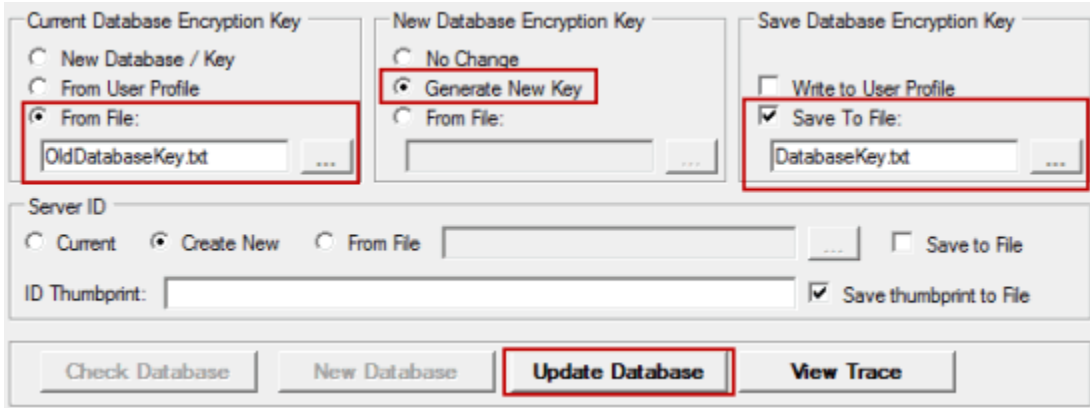 Current Database Encryption Key
New Database / Key
From User Profile
From File:
OldDatabaseKey.txt
...
New Database Encryption Key
No Change
Generate New Key
From File:
...
Save Database Encryption Key
Write to User Profile
Save To File:
DatabaseKey.txt
...
Server ID
Current Create New From File ... Save to File
ID Thumbprint: Save thumbprint to File
Check Database New Database Update Database View Trace